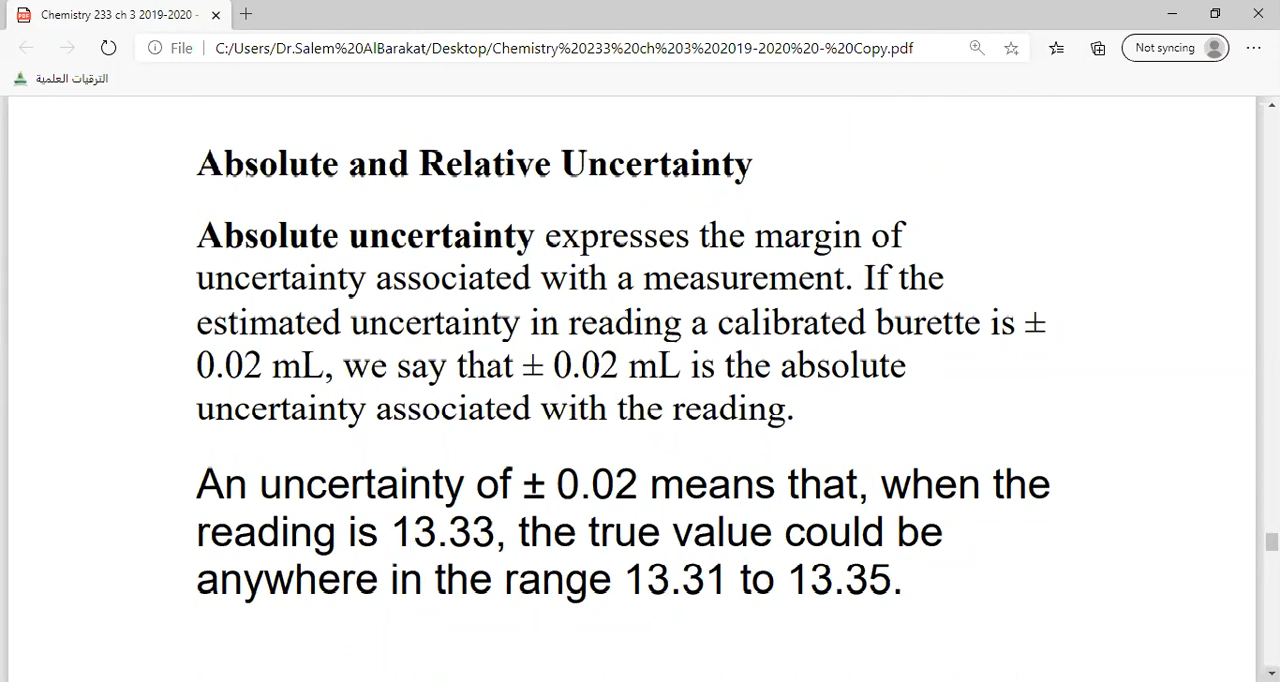 Chemistry 233 ch 3 2019-2020 -
File
C:/Users/Dr.Salem%20AlBarakat/Desktop/Chemistry%20233%20ch%203%202019-2020%20-%20Copy.pdf
Not syncing
الترقيات العلمية
Absolute and Relative Uncertainty
Absolute uncertainty expresses the margin of
uncertainty associated with a measurement. If the
estimated uncertainty in reading a calibrated burette is ±
0.02 mL, we say that ± 0.02 mL is the absolute
uncertainty associated with the reading.
An uncertainty of ± 0.02 means that, when the
reading is 13.33, the true value could be
anywhere in the range 13.31 to 13.35.